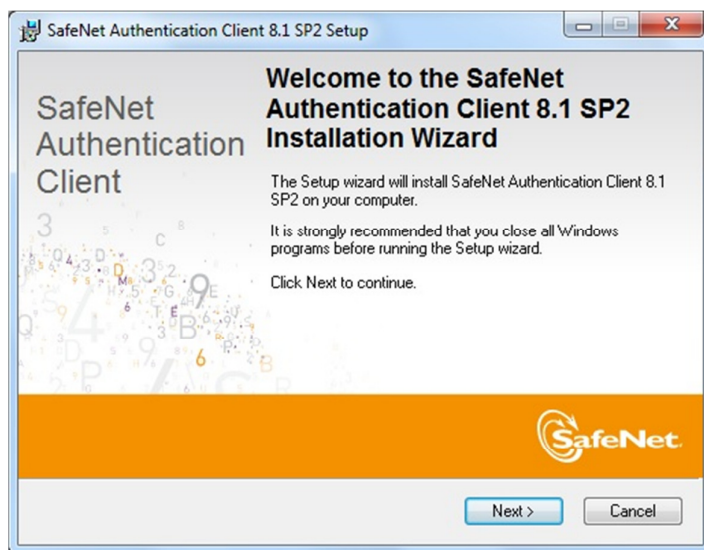 SafeNet Authentication Client 8.1 SP2 Setup
SafeNet
Authentication
Client
Welcome to the SafeNet
Authentication Client 8.1 SP2
Installation Wizard
The Setup wizard will install SafeNet Authentication Client 8.1
SP2 on your computer.
It is strongly recommended that you close all Windows
programs before running the Setup wizard.
Click Next to continue.
SafeNet.
Next >
Cancel